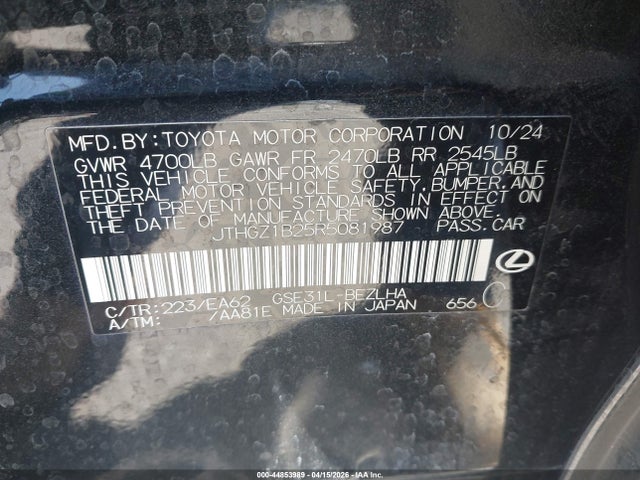 MFD.BY:TOYOTA MOTOR CORPORATION 10/24
GVWR 4700LB GAWR FR 2470LB RR 2545LB
THIS VEHICLE CONFORMS TO ALL APPLICABLE
FEDERAL MOTOR VEHICLE SAFETY,BUMPER,AND
THEFT PREVENTION STANDARDS IN EFFECT ON
THE DATE OF MANUFACTURE SHOWN ABOVE.
JTHGZ1B25R5081987 PASS.CAR
C/TR:223/EA62 GSE31L-BEZLHA
A/TM: /AA81E MADE IN JAPAN 656 C
000-44853989 04/15/2026 ©IAA, Inc.